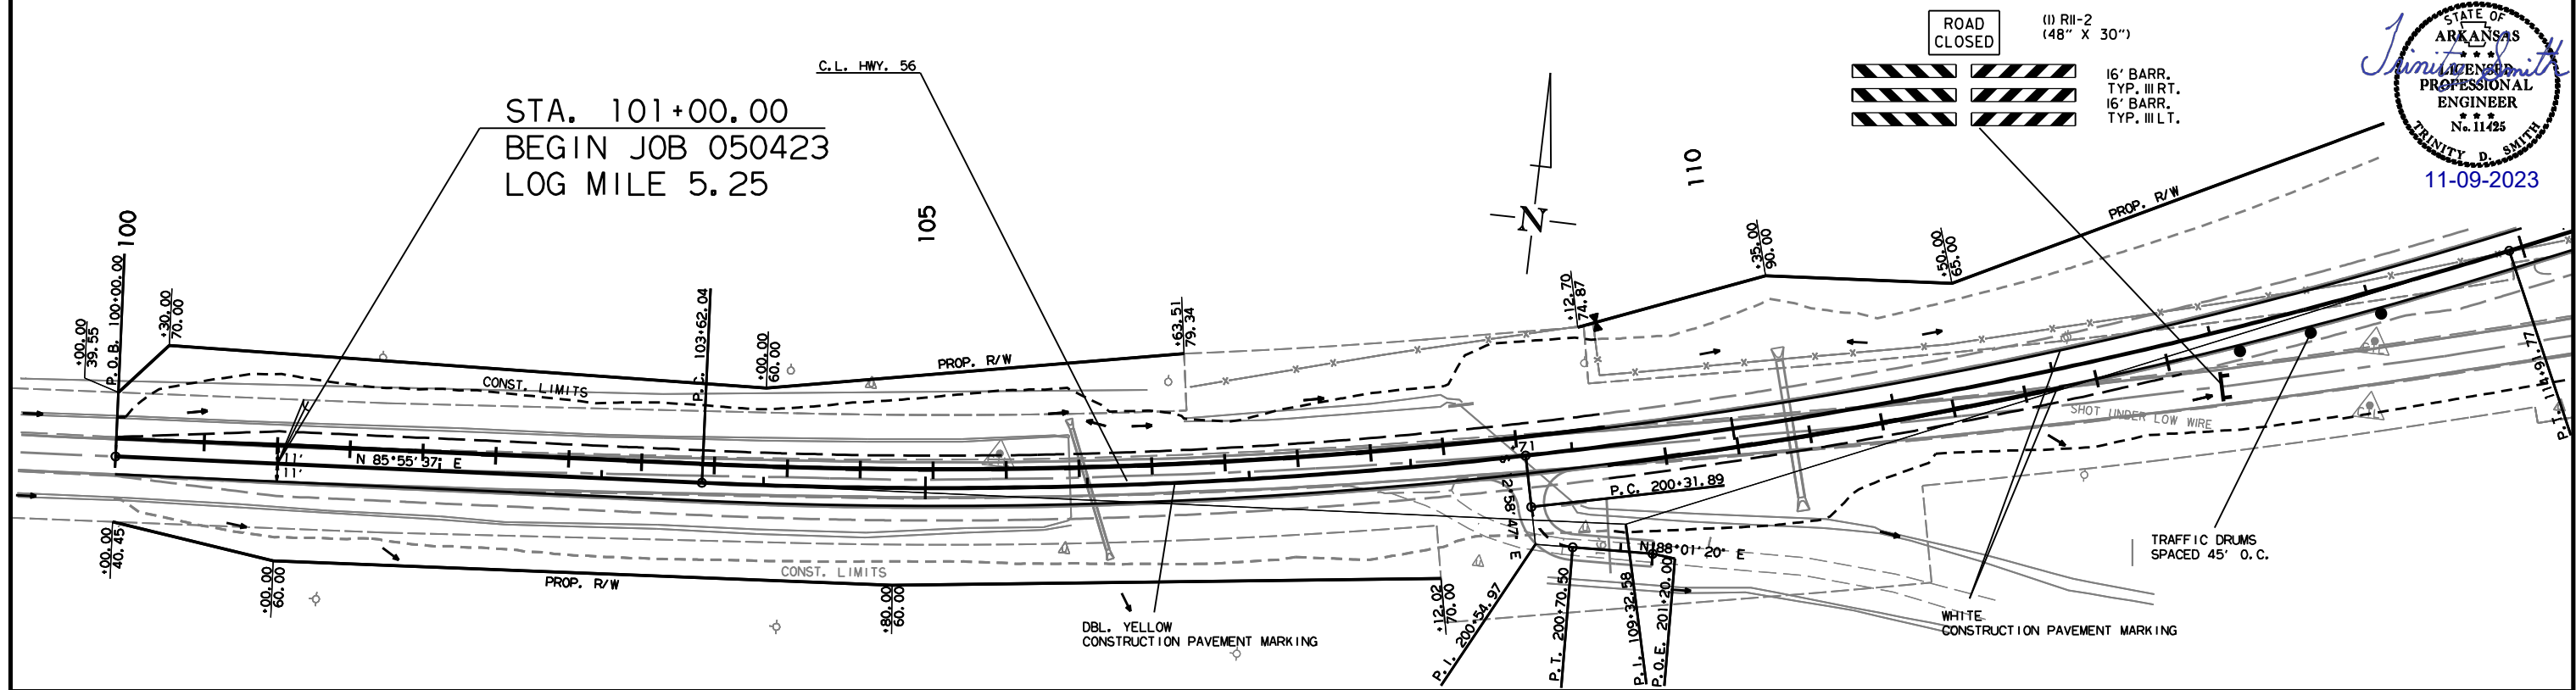 C.L. HWY. 56
STA. 101+00.00
BEGIN JOB 050423
LOG MILE 5.25
ROAD
CLOSED
(1) R11-2
(48" X 30")
16' BARR.
TYP. III RT.
16' BARR.
TYP. III LT.
STATE OF
ARKANSAS
LICENSED
PROFESSIONAL
ENGINEER
No. 11425
TRINITY D. SMITH
Trinity Smith
11-09-2023
100
105
110
N
+00.00
39.55
P.O.B. 100+00.00
+30.00
70.00
P.C. 103+62.04
+00.00
60.00
PROP. R/W
+63.51
79.34
+12.70
74.87
+35.00
90.00
+50.00
65.00
PROP. R/W
CONST. LIMITS
11'
11'
N 85°55'37" E
P.C. 200+31.89
SHOT UNDER LOW WIRE
P.T. 114+91.77
N 88°01'20" E
+00.00
40.45
+00.00
60.00
PROP. R/W
CONST. LIMITS
+80.00
60.00
+12.02
70.00
P.I. 200+54.97
P.T. 200+70.50
P.I. 109+32.58
P.O.E. 201+20.00
DBL. YELLOW
CONSTRUCTION PAVEMENT MARKING
WHITE
CONSTRUCTION PAVEMENT MARKING
TRAFFIC DRUMS
SPACED 45' O.C.